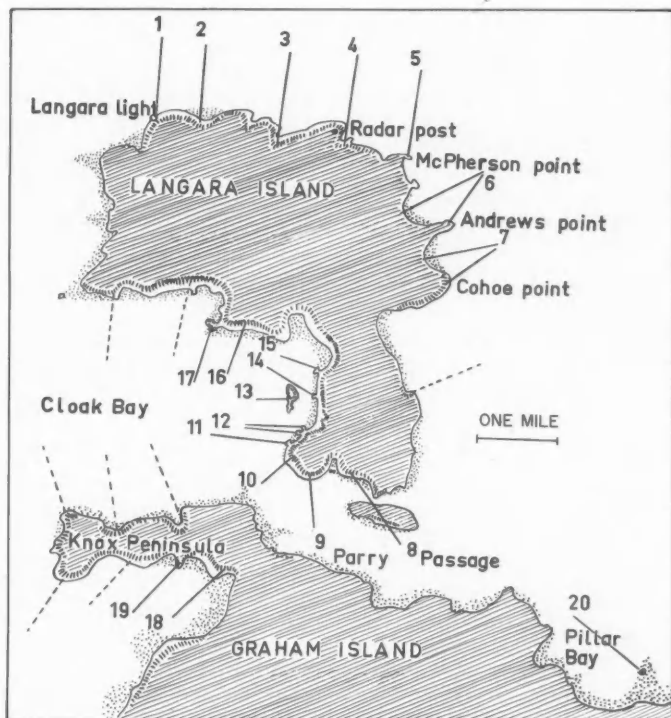 1
2
3
4
5
Langara light
Radar post
McPherson point
6
LANGARA ISLAND
Andrews point
7
Cohoe point
15
14
17
16
13
Cloak Bay
12
11
ONE MILE
10
Knax Peninsula
9
Parry
8
Passage
19
18
20
Pillar
Bay
GRAHAM ISLAND